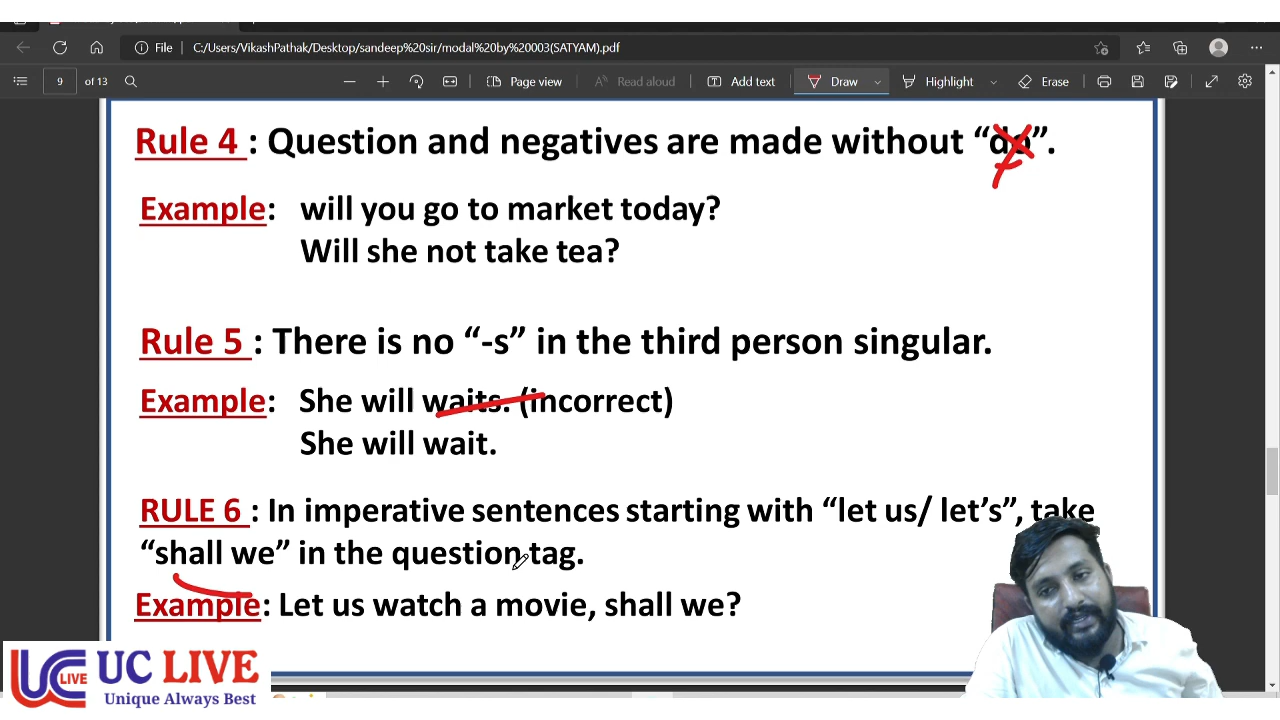 File C:/Users/VikashPathak/Desktop/sandeep%20sir/modal%20by%20003(SATYAM).pdf
9 of 13 Page view Read aloud Add text Draw Highlight Erase
Rule 4 : Question and negatives are made without “do”.
Example: will you go to market today?
Will she not take tea?
Rule 5 : There is no “-s” in the third person singular.
Example: She will waits. (incorrect)
She will wait.
RULE 6 : In imperative sentences starting with “let us/ let’s”, take
“shall we” in the question tag.
Example: Let us watch a movie, shall we?
UC LIVE
LIVE
Unique Always Best